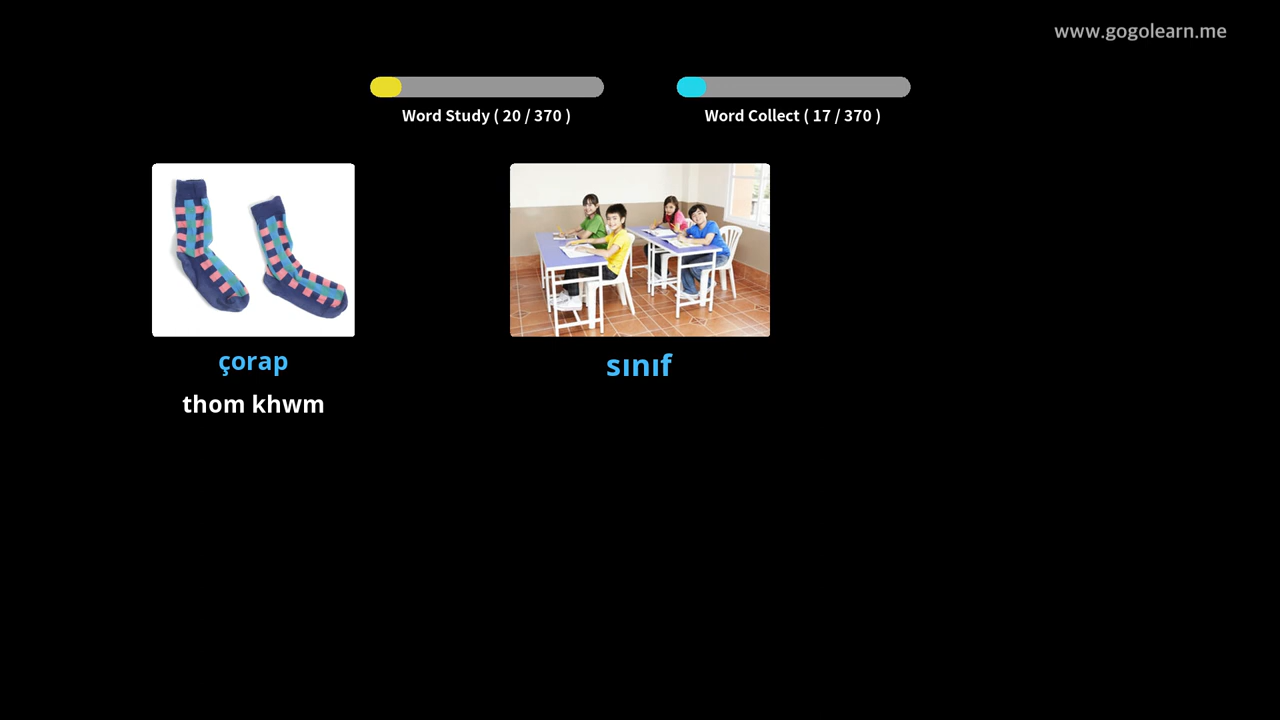 www.gogolearn.me
Word Study ( 20 / 370 )
Word Collect ( 17 / 370 )
çorap
thom khwm
sınıf